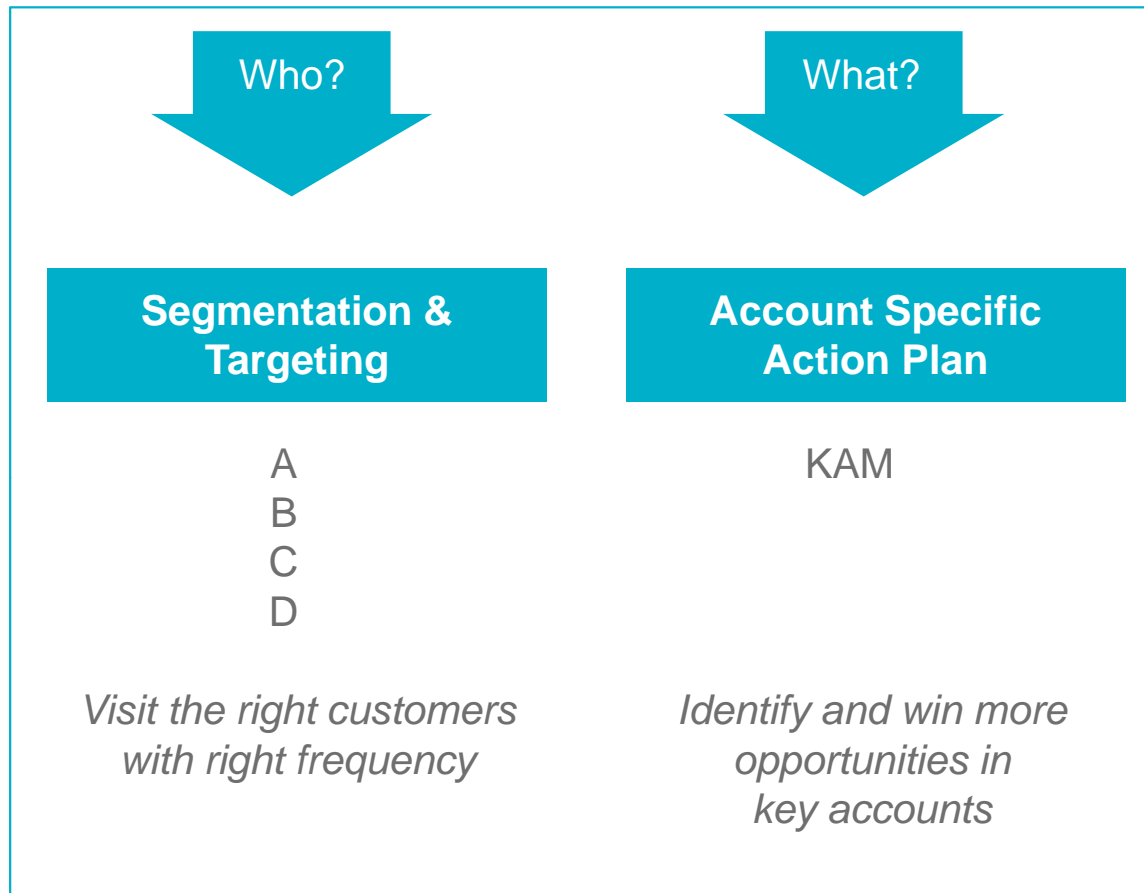 Who?
Segmentation &
Targeting
A
B
C
D
Visit the right customers
with right frequency
What?
Account Specific
Action Plan
KAM
Identify and win more
opportunities in
key accounts